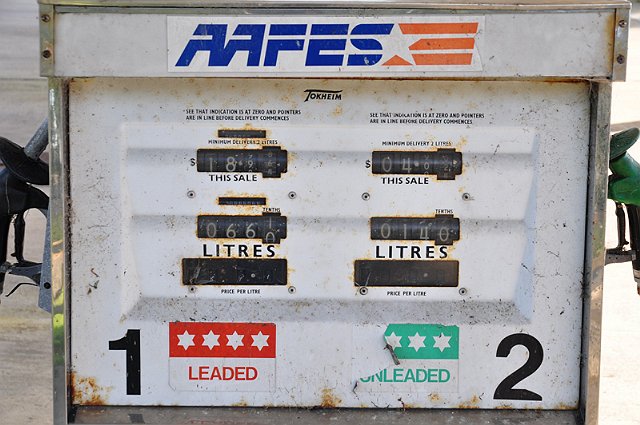 AAFES
TOKHEIM
SEE THAT INDICATION IS AT ZERO AND POINTERS
ARE IN LINE BEFORE DELIVERY COMMENCES
MINIMUM DELIVERY 2 LITRES
$
THIS SALE
TENTHS
0660
LITRES
PRICE PER LITRE
SEE THAT INDICATION IS AT ZERO AND POINTERS
ARE IN LINE BEFORE DELIVERY COMMENCES
MINIMUM DELIVERY 2 LITRES
$
THIS SALE
TENTHS
0140
LITRES
PRICE PER LITRE
1
LEADED
UNLEADED
2